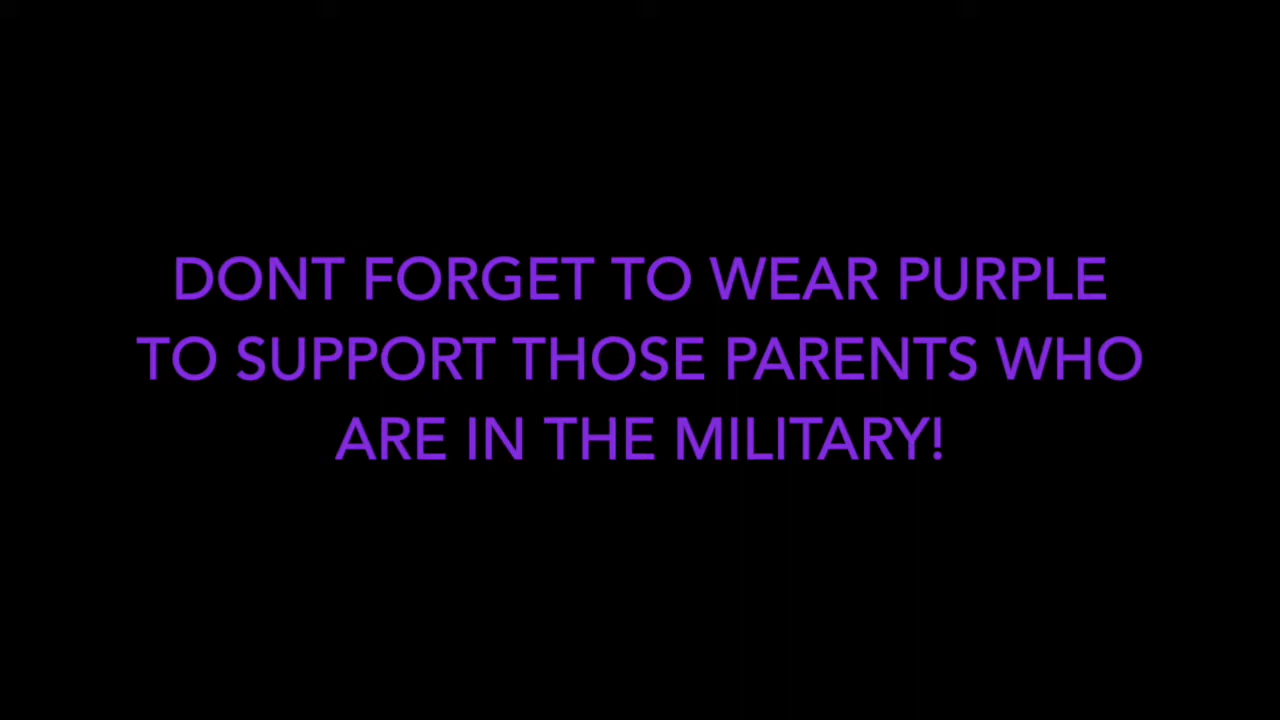 DONT FORGET TO WEAR PURPLE
TO SUPPORT THOSE PARENTS WHO
ARE IN THE MILITARY!